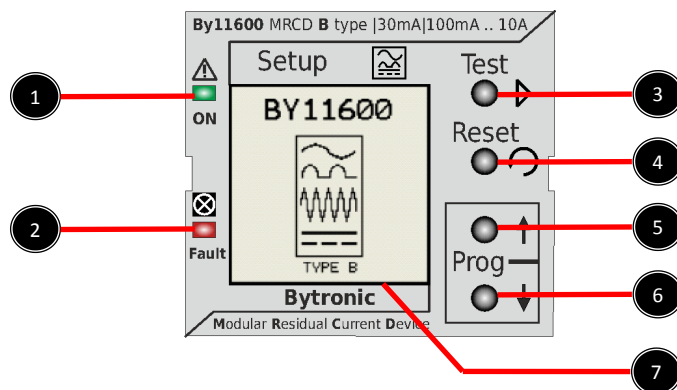 By11600 MRCD B type |30mA|100mA .. 10A
Setup
Test
ON
BY11600
Reset
Fault
TYPE B
Prog
Bytronic
Modular Residual Current Device
1
2
3
4
5
6
7